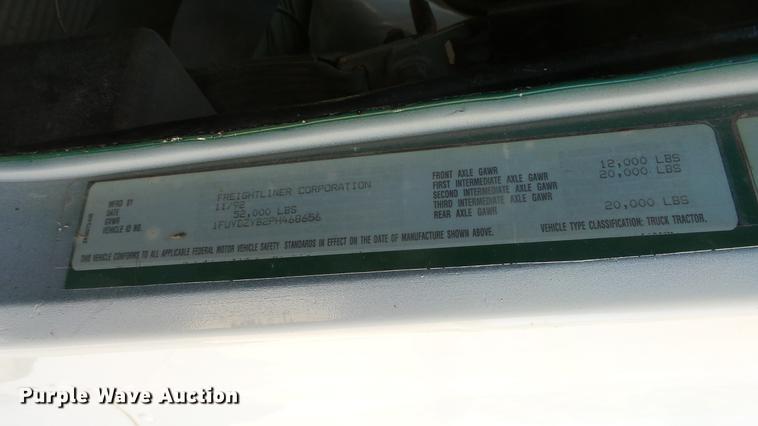 MFRD BY FREIGHTLINER CORPORATION
DATE 11/92
GVWR 52,000 LBS
VEHICLE ID NO. 1FUYDZYB2PH468656
FRONT AXLE GAWR 12,000 LBS
FIRST INTERMEDIATE AXLE GAWR 20,000 LBS
SECOND INTERMEDIATE AXLE GAWR
THIRD INTERMEDIATE AXLE GAWR
REAR AXLE GAWR 20,000 LBS
THIS VEHICLE CONFORMS TO ALL APPLICABLE FEDERAL MOTOR VEHICLE SAFETY STANDARDS IN EFFECT ON THE DATE OF MANUFACTURE SHOWN ABOVE.
VEHICLE TYPE CLASSIFICATION: TRUCK TRACTOR.
Purple Wave Auction